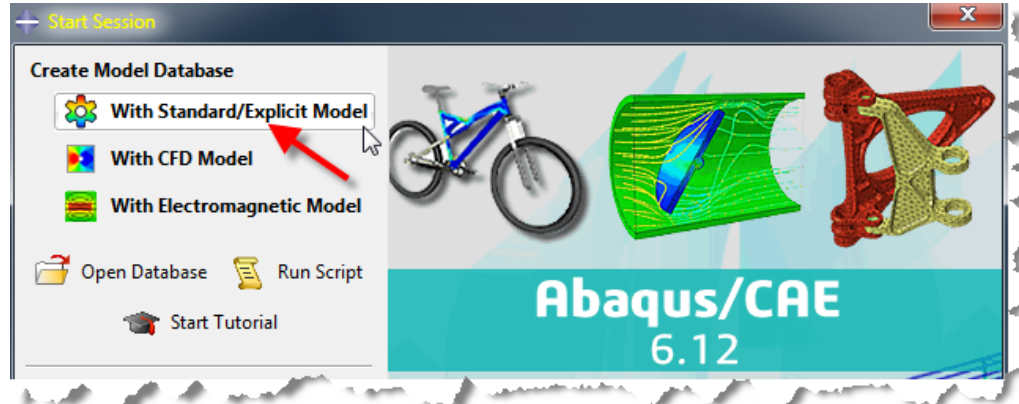 Start Session
Create Model Database
With Standard/Explicit Model
With CFD Model
With Electromagnetic Model
Open Database Run Script
Start Tutorial
Abaqus/CAE
6.12